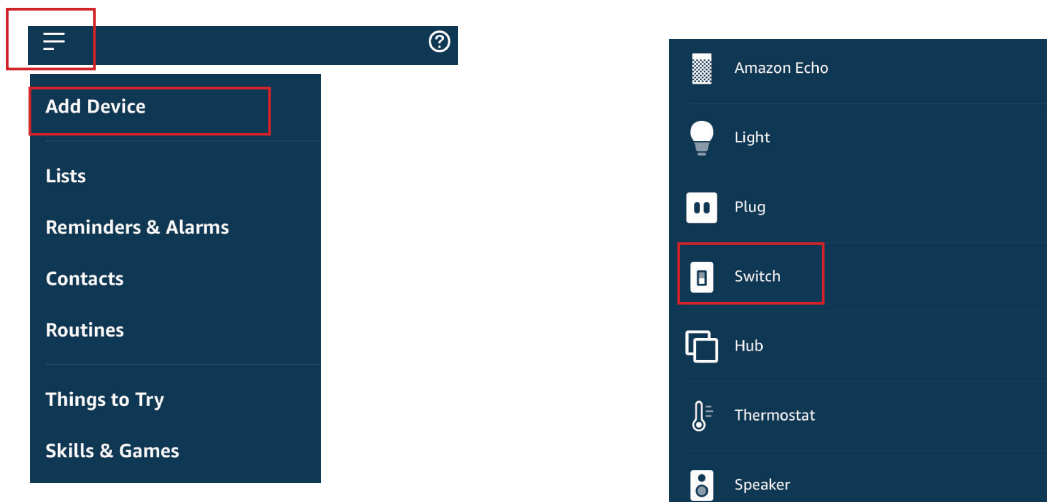 Add Device
Lists
Reminders & Alarms
Contacts
Routines
Things to Try
Skills & Games
Amazon Echo
Light
Plug
Switch
Hub
Thermostat
Speaker